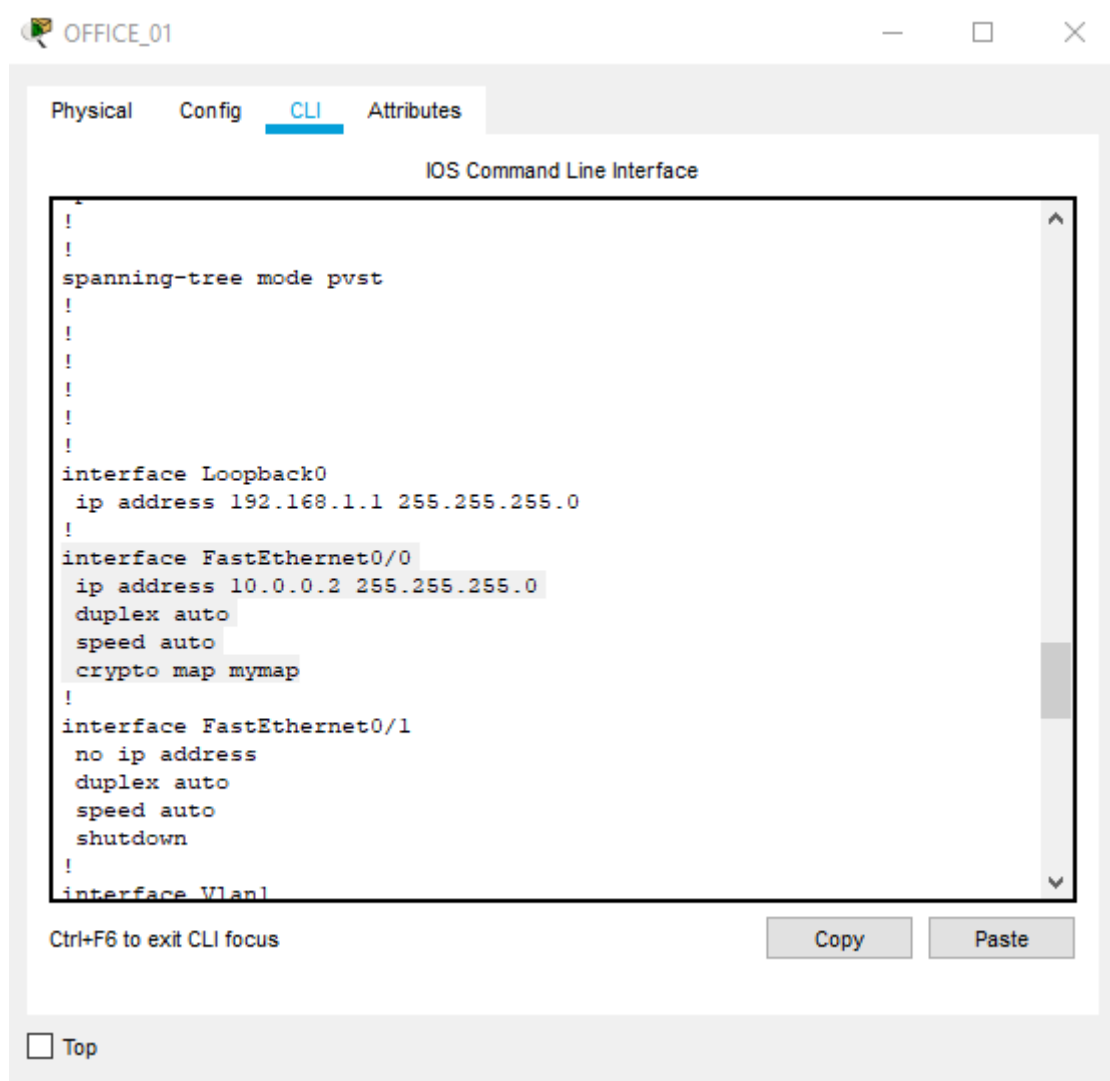 OFFICE_01
Physical Config CLI Attributes
IOS Command Line Interface
!
!
spanning-tree mode pvst
!
!
!
!
!
!
interface Loopback0
ip address 192.168.1.1 255.255.255.0
!
interface FastEthernet0/0
ip address 10.0.0.2 255.255.255.0
duplex auto
speed auto
crypto map mymap
!
interface FastEthernet0/1
no ip address
duplex auto
speed auto
shutdown
!
interface Vlan1
Ctrl+F6 to exit CLI focus
Copy
Paste
Top